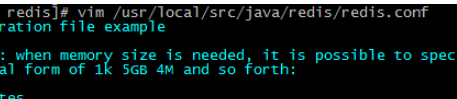 redis]# vim /usr/local/src/java/redis/redis.conf
ration file example
: when memory size is needed, it is possible to spec
al form of 1k 5GB 4M and so forth:
tes